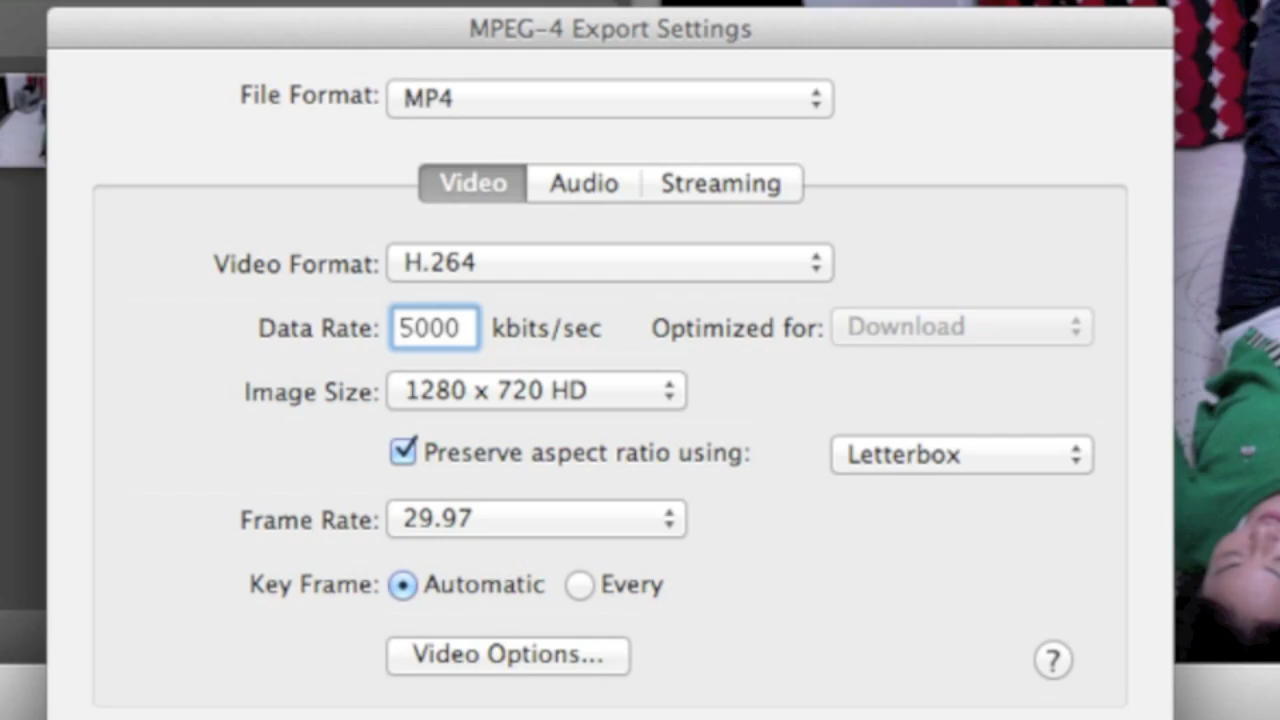 MPEG-4 Export Settings
File Format: MP4
Video Audio Streaming
Video Format: H.264
Data Rate: 5000 kbits/sec Optimized for: Download
Image Size: 1280 x 720 HD
Preserve aspect ratio using: Letterbox
Frame Rate: 29.97
Key Frame: Automatic Every
Video Options...
?